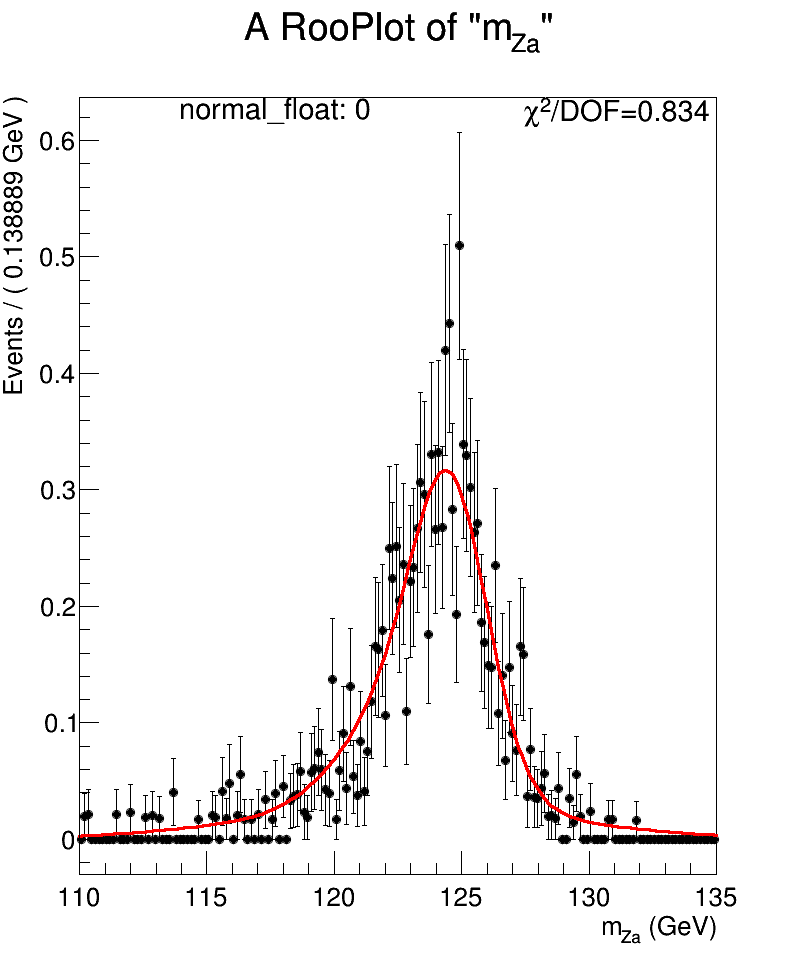 A RooPlot of "m_Za"
normal_float: 0
χ²/DOF=0.834
Events / ( 0.138889 GeV )
0.6
0.5
0.4
0.3
0.2
0.1
0
110 115 120 125 130 135
m_Za (GeV)